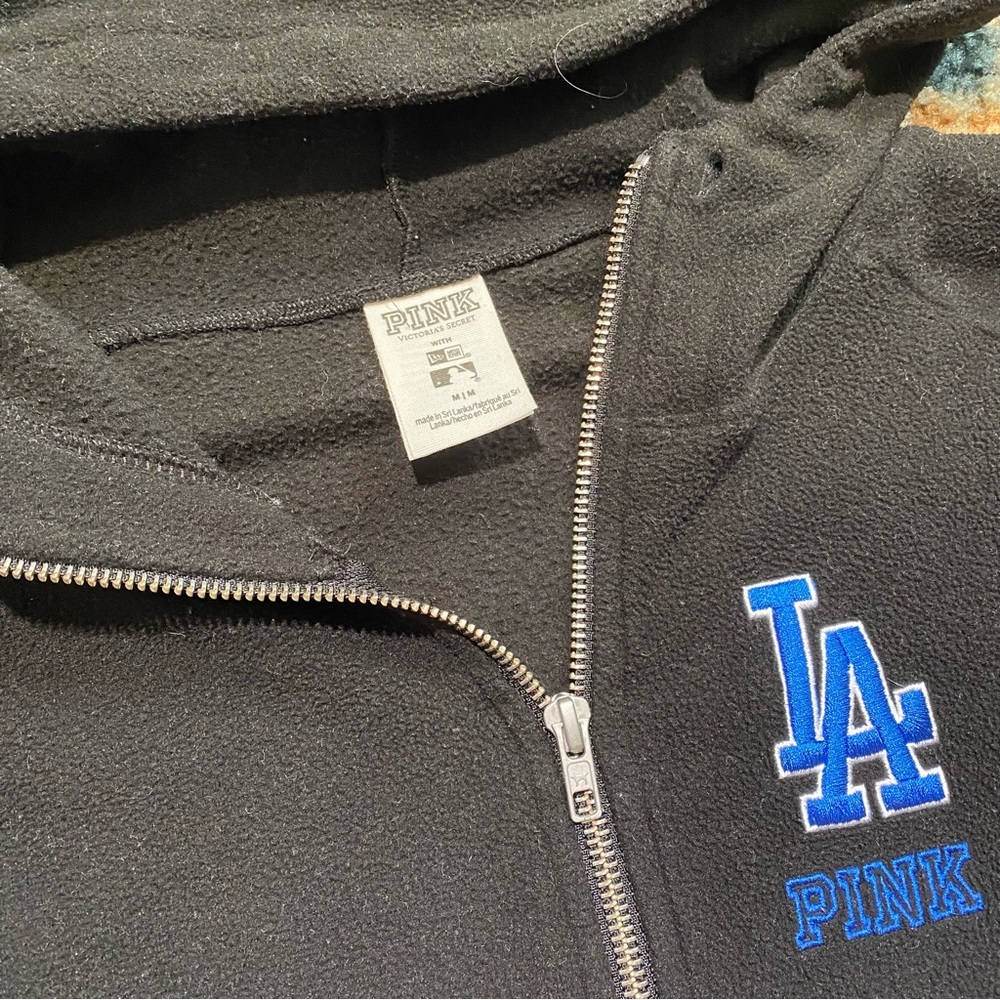 PINK
VICTORIA'S SECRET
WITH
M | M
made in Sri Lanka/fabriqué au Sri
Lanka/hecho en Sri Lanka
LA
PINK